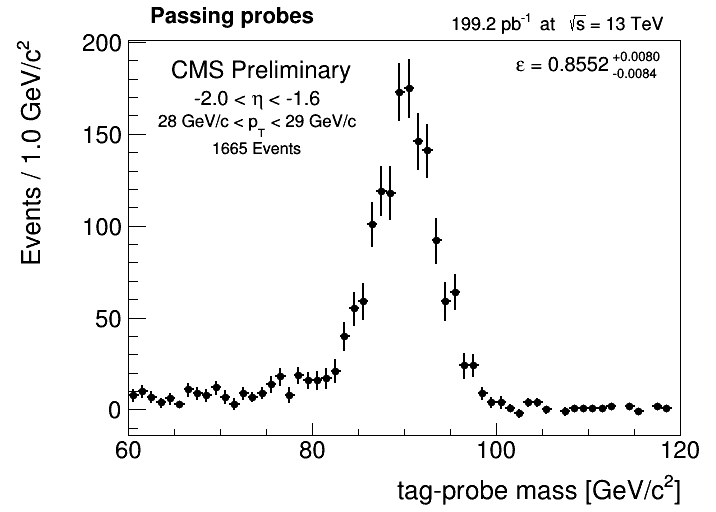 Passing probes
199.2 pb⁻¹ at √s = 13 TeV
CMS Preliminary
-2.0 < η < -1.6
28 GeV/c < p_T < 29 GeV/c
1665 Events
ε = 0.8552 +0.0080 -0.0084
Events / 1.0 GeV/c²
200
150
100
50
0
60 80 100 120
tag-probe mass [GeV/c²]